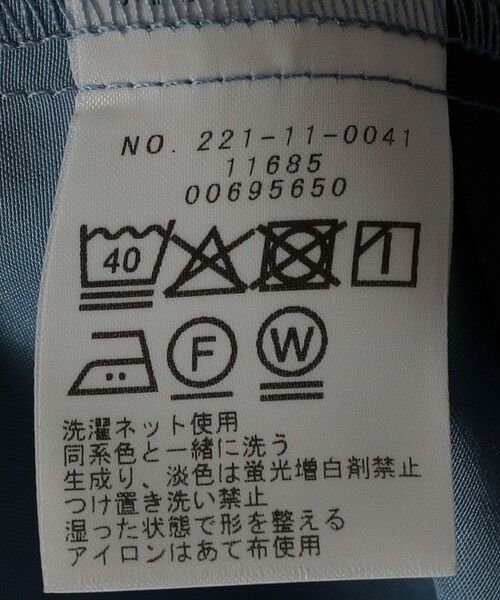 NO. 221-11-0041
11685
00695650
40
F W
洗濯ネット使用
同系色と一緒に洗う
生成り、淡色は蛍光増白剤禁止
つけ置き洗い禁止
湿った状態で形を整える
アイロンはあて布使用